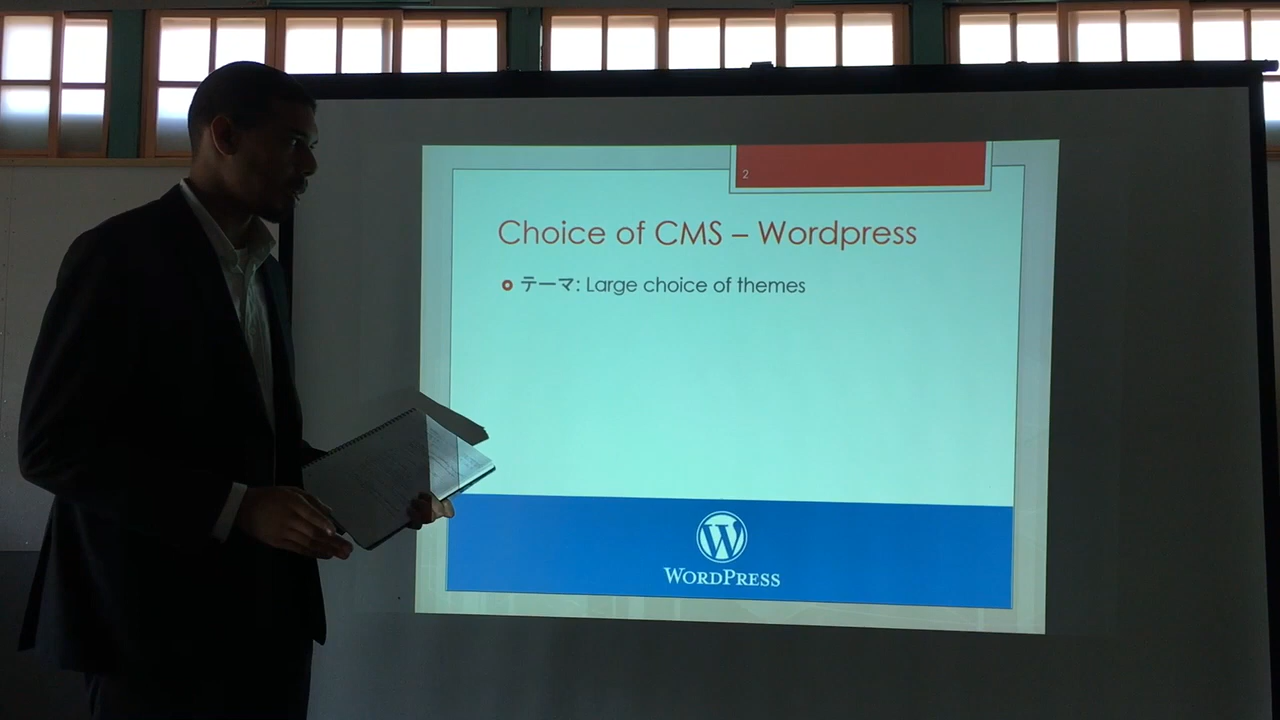 2
Choice of CMS – Wordpress
テーマ: Large choice of themes
WORDPRESS